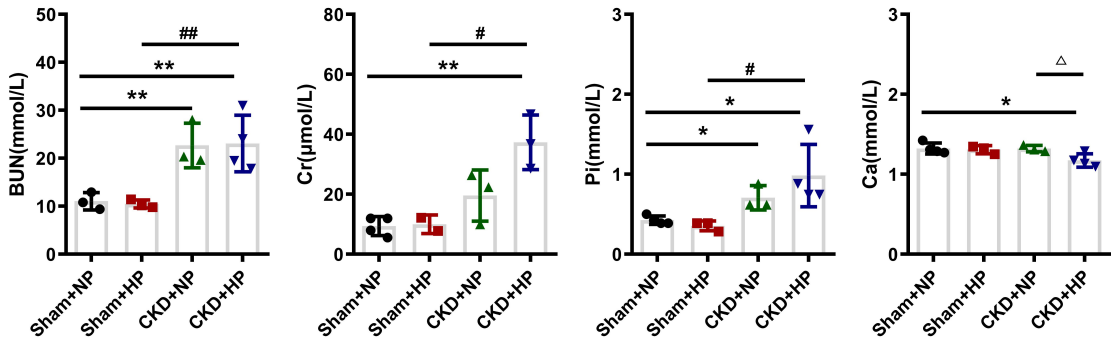 BUN(mmol/L)
50
40
30
20
10
0
##
**
**
Sham+NP
Sham+HP
CKD+NP
CKD+HP
Cr(μmol/L)
80
60
40
20
0
#
**
Sham+NP
Sham+HP
CKD+NP
CKD+HP
Pi(mmol/L)
3
2
1
0
#
*
*
Sham+NP
Sham+HP
CKD+NP
CKD+HP
Ca(mmol/L)
3
2
1
0
△
*
Sham+NP
Sham+HP
CKD+NP
CKD+HP